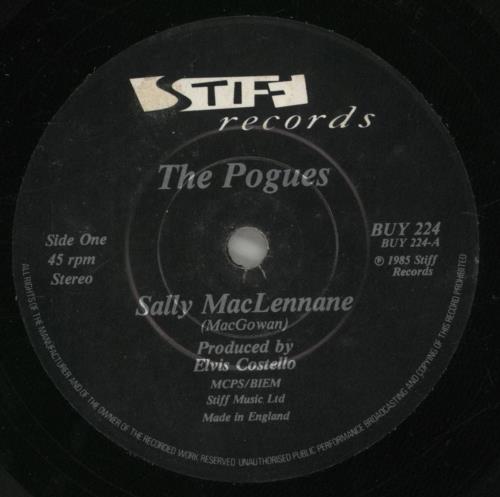 STIFF
records
The Pogues
Side One
45 rpm
Stereo
BUY 224
BUY 224-A
℗ 1985 Stiff
Records
Sally MacLennane
(MacGowan)
Produced by
Elvis Costello
MCPS/BIEM
Stiff Music Ltd
Made in England
ALL RIGHTS OF THE MANUFACTURER AND OF THE OWNER OF THE RECORDED WORK RESERVED UNAUTHORISED PUBLIC PERFORMANCE BROADCASTING AND COPYING OF THIS RECORD PROHIBITED